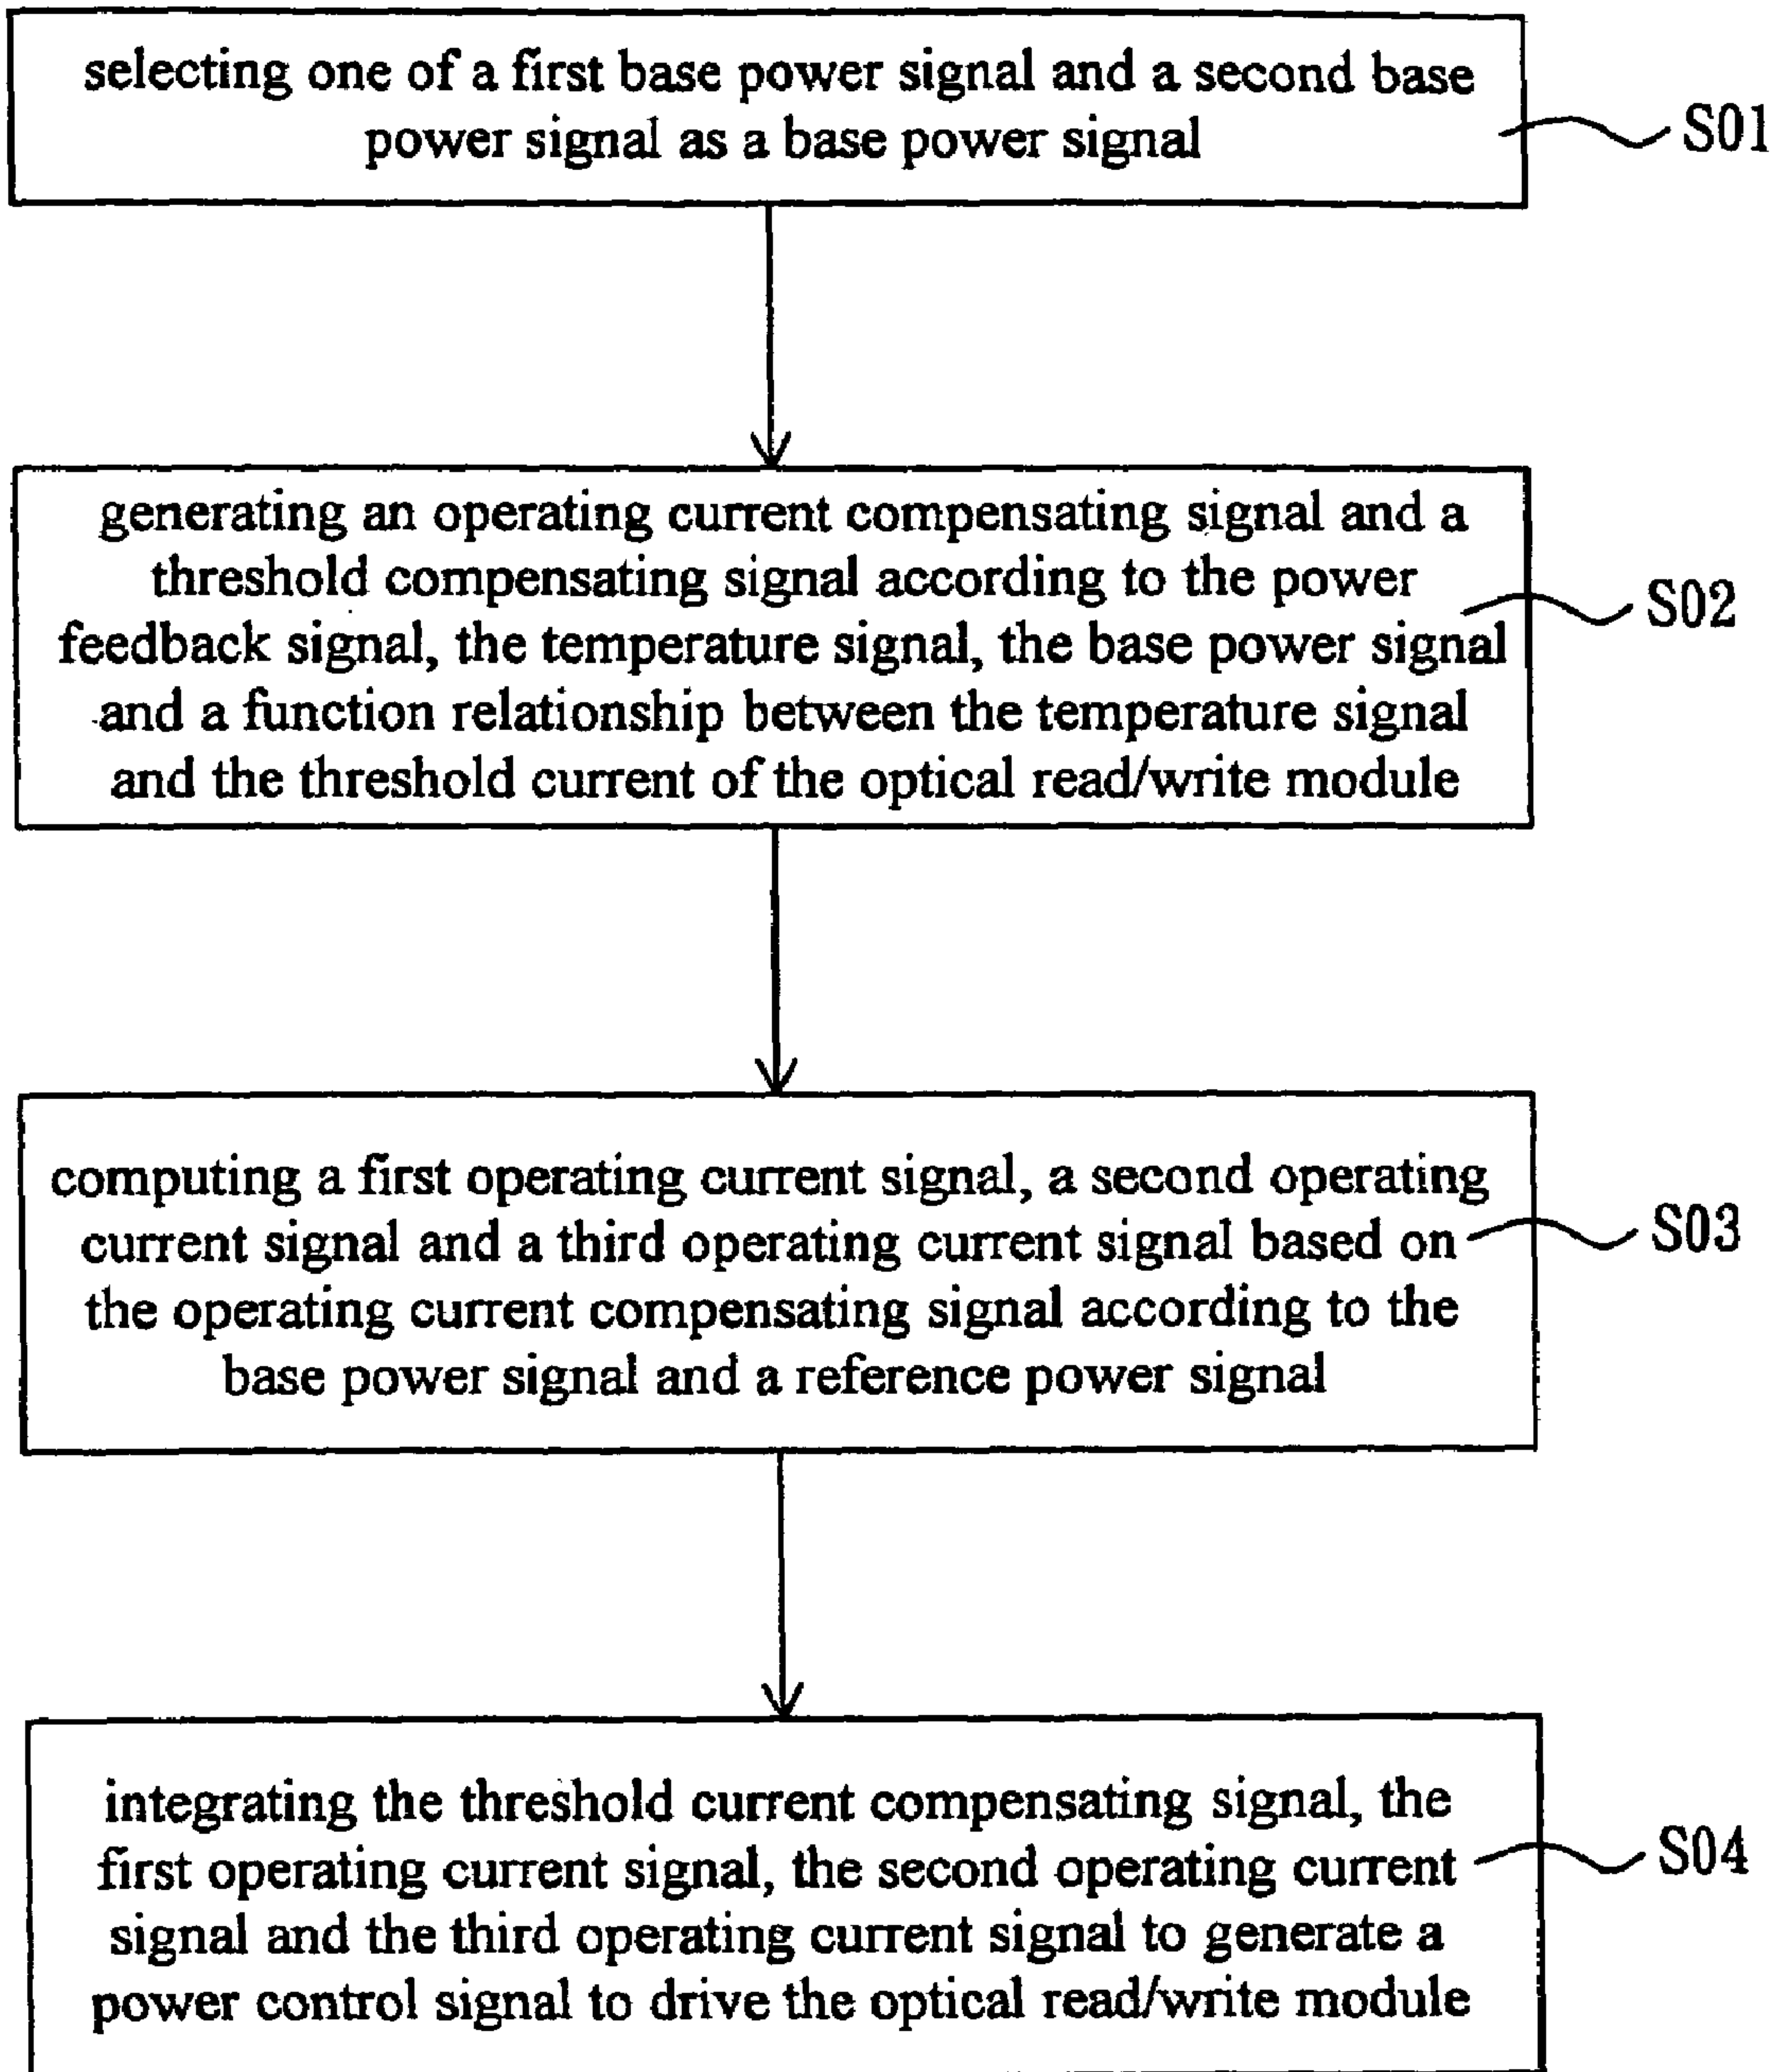 selecting one of a first base power signal and a second base
power signal as a base power signal
S01
generating an operating current compensating signal and a
threshold compensating signal according to the power
feedback signal, the temperature signal, the base power signal
and a function relationship between the temperature signal
and the threshold current of the optical read/write module
S02
computing a first operating current signal, a second operating
current signal and a third operating current signal based on
the operating current compensating signal according to the
base power signal and a reference power signal
S03
integrating the threshold current compensating signal, the
first operating current signal, the second operating current
signal and the third operating current signal to generate a
power control signal to drive the optical read/write module
S04